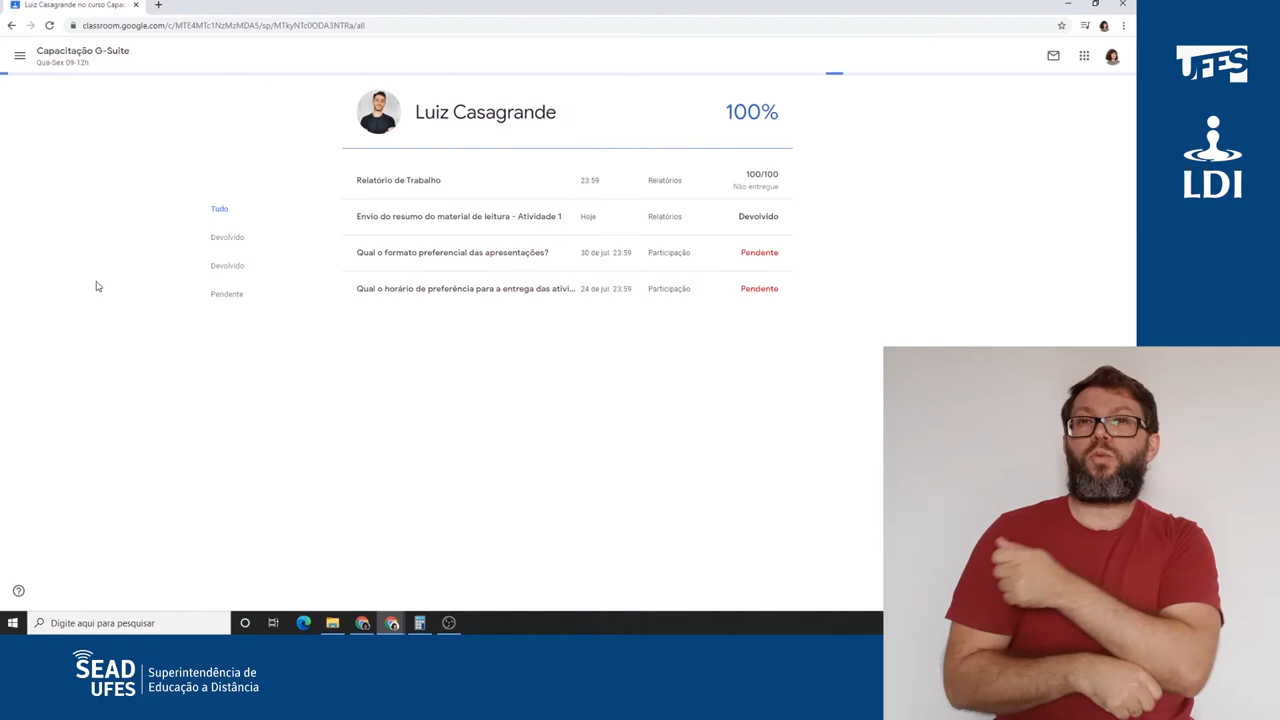 Luiz Casagrande no curso Capac
classroom.google.com/c/MTE4MTc1NzMzMDA5/sp/MTkyNTc0ODA3NTRa/all
Capacitação G-Suite
Qua-Sex 09-12h
Luiz Casagrande 100%
Relatório de Trabalho 23:59 Relatórios 100/100
Não entregue
Tudo
Envio do resumo do material de leitura - Atividade 1 Hoje Relatórios Devolvido
Devolvido
Qual o formato preferencial das apresentações? 30 de jul. 23:59 Participação Pendente
Devolvido
Qual o horário de preferência para a entrega das ativi... 24 de jul. 23:59 Participação Pendente
Pendente
Digite aqui para pesquisar
UFES
LDI
SEAD
UFES
Superintendência de
Educação a Distância